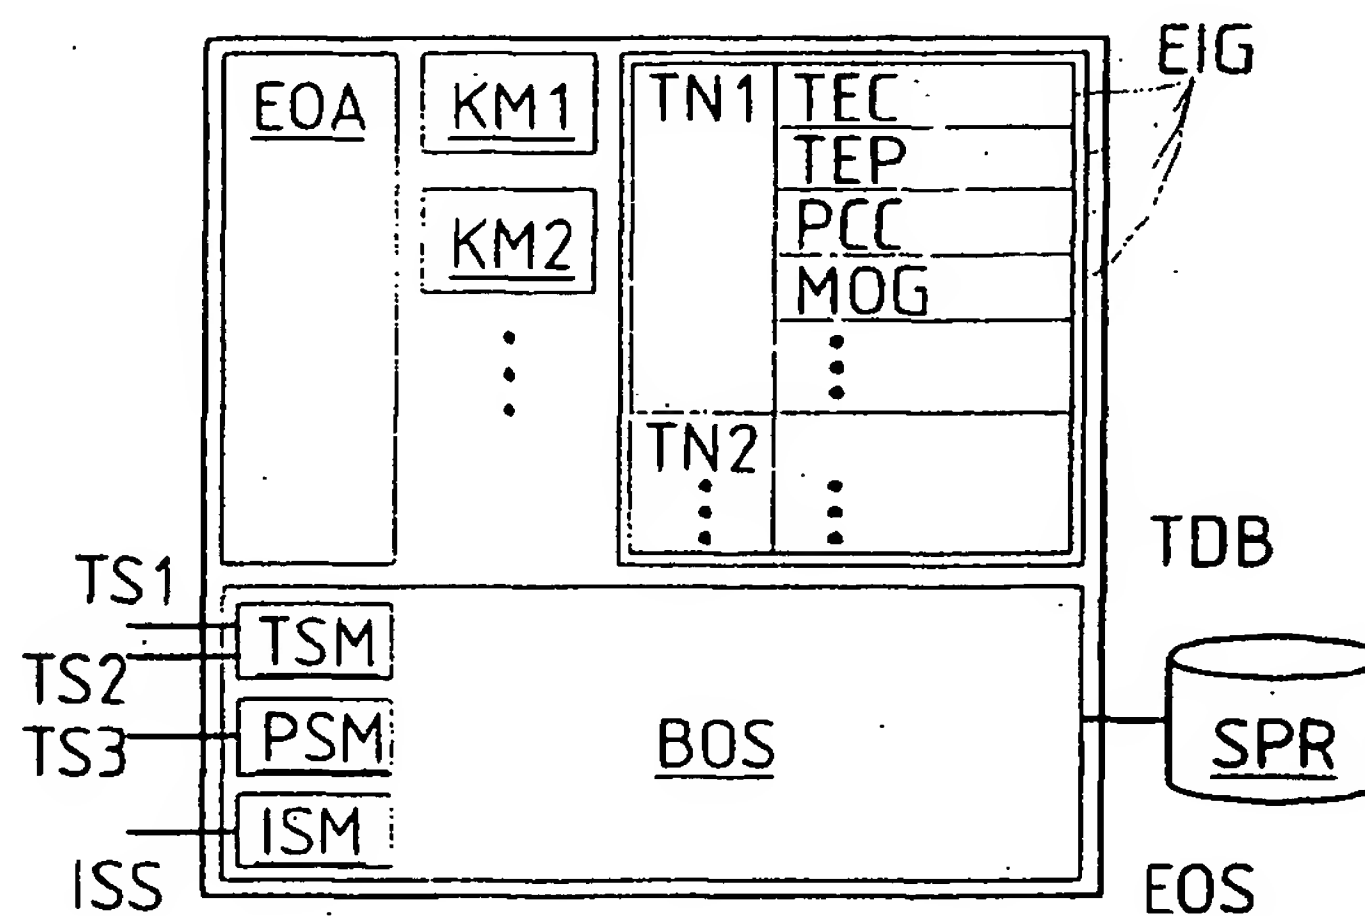 EOA
KM1
KM2
TN1
TEC
TEP
PCC
MOG
TN2
EIG
TDB
TS1
TS2
TS3
ISS
TSM
PSM
ISM
BOS
SPR
EOS